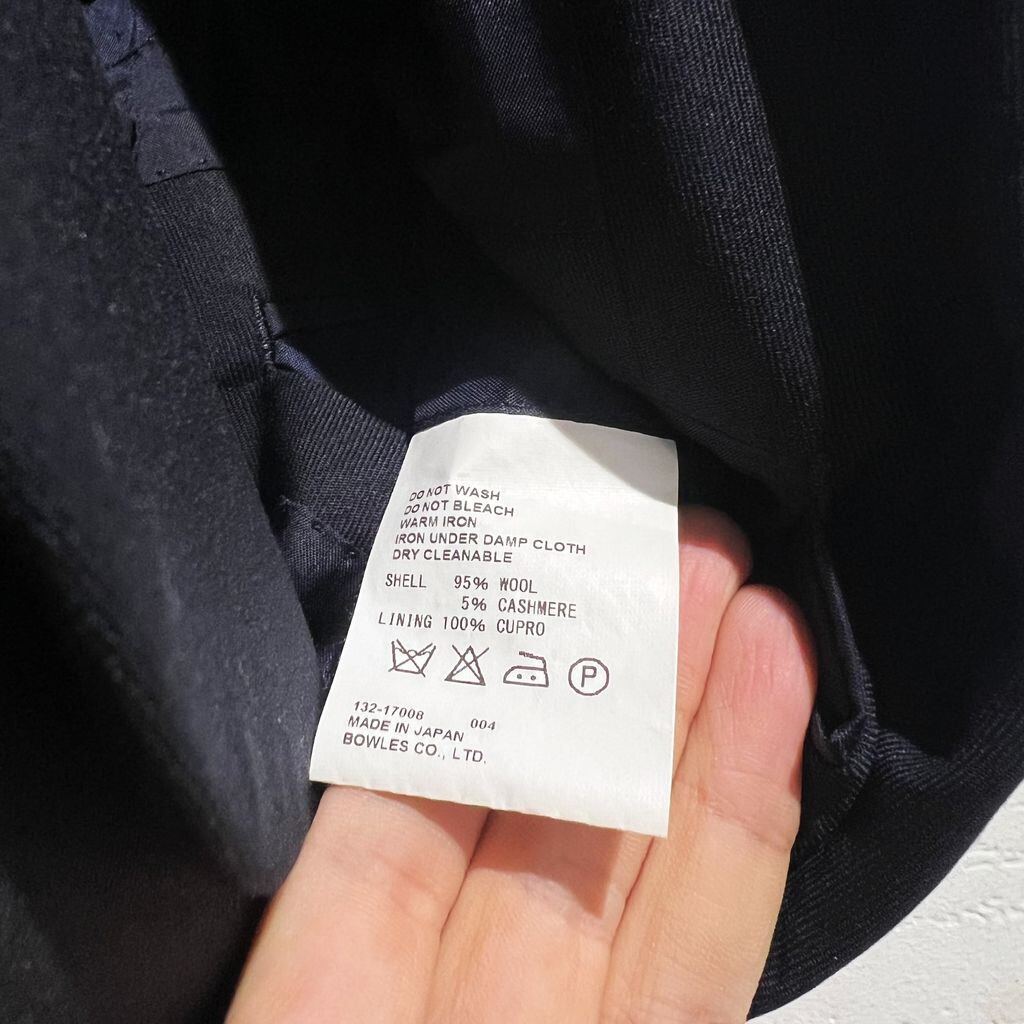 DO NOT WASH
DO NOT BLEACH
WARM IRON
IRON UNDER DAMP CLOTH
DRY CLEANABLE
SHELL 95% WOOL
5% CASHMERE
LINING 100% CUPRO
P
132-17008 004
MADE IN JAPAN
BOWLES CO., LTD.